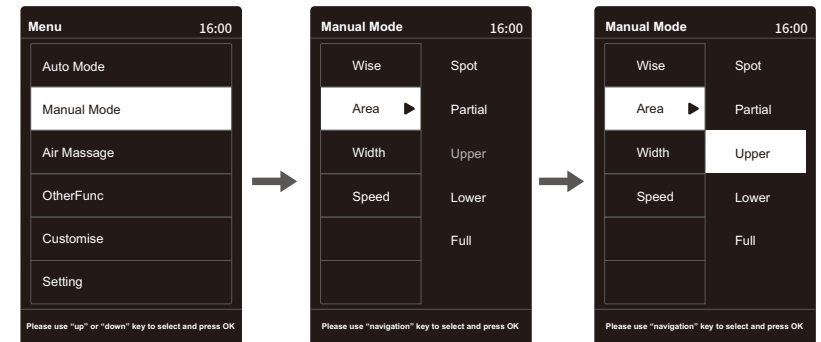 Menu 16:00
Auto Mode
Manual Mode
Air Massage
OtherFunc
Customise
Setting
Please use “up” or “down” key to select and press OK
Manual Mode 16:00
Wise Spot
Area Partial
Width Upper
Speed Lower
Full
Please use “navigation” key to select and press OK
Manual Mode 16:00
Wise Spot
Area Partial
Width Upper
Speed Lower
Full
Please use “navigation” key to select and press OK